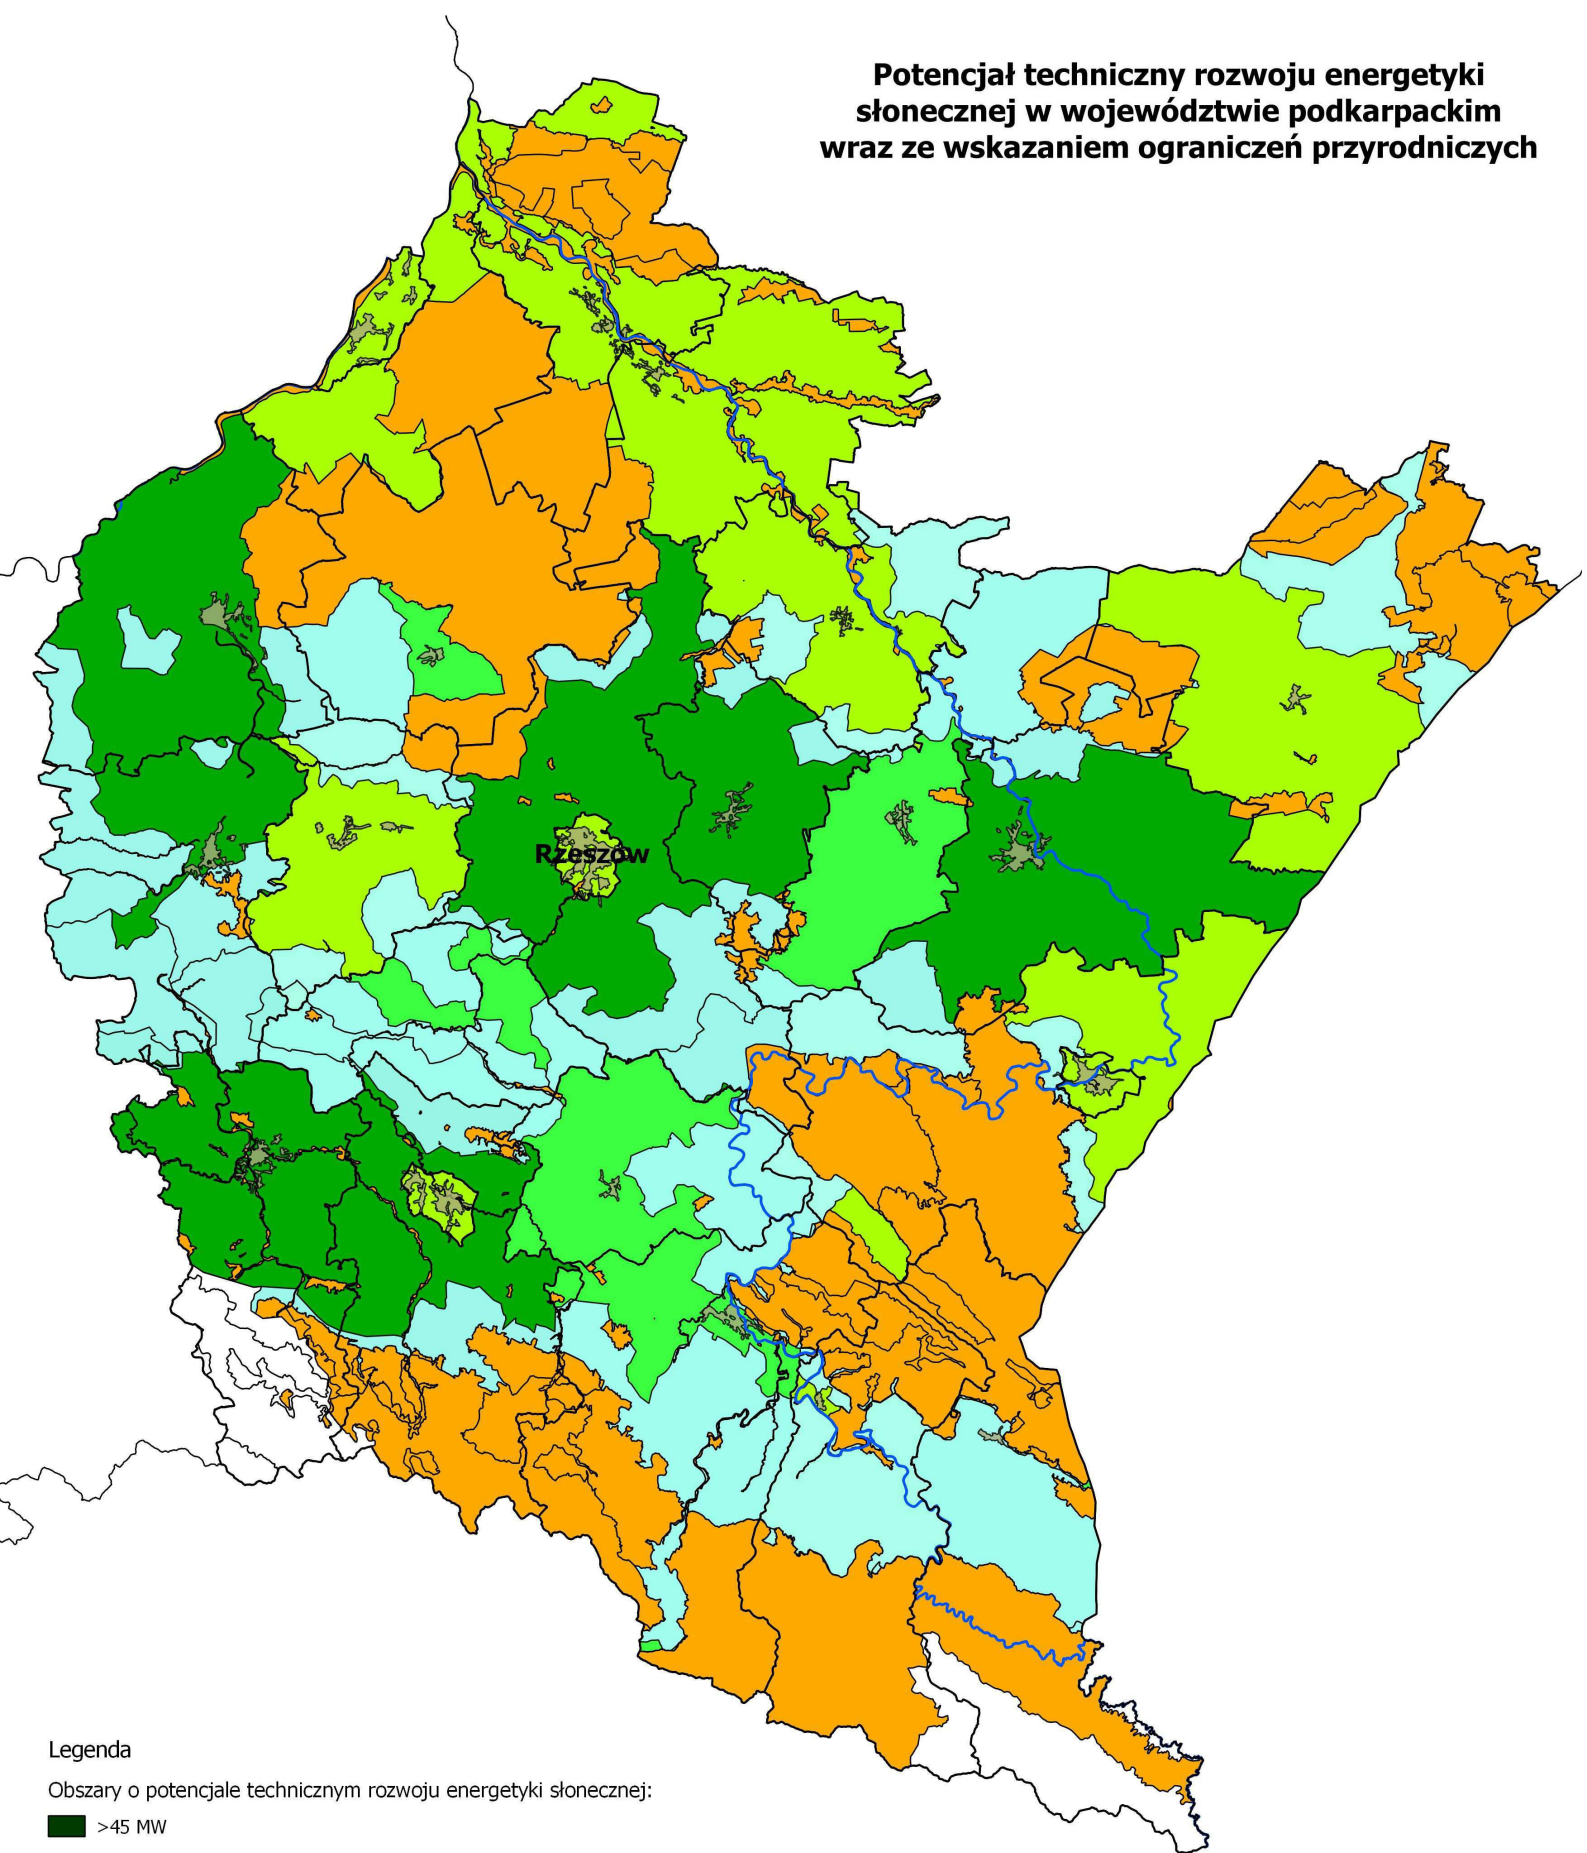 Potencjał techniczny rozwoju energetyki
słonecznej w województwie podkarpackim
wraz ze wskazaniem ograniczeń przyrodniczych
Rzeszów
Legenda
Obszary o potencjale technicznym rozwoju energetyki słonecznej:
>45 MW